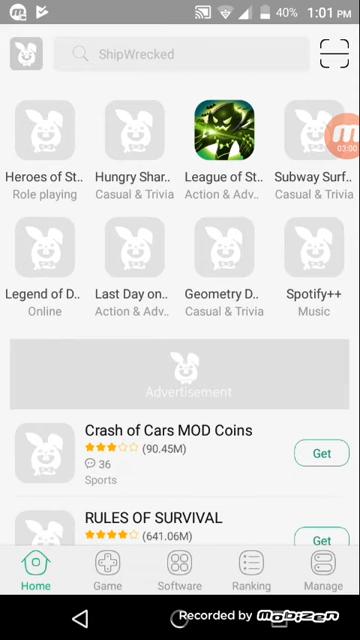 40% 1:01 PM
ShipWrecked
03:00
Heroes of St.. Hungry Shar.. League of St.. Subway Surf..
Role playing Casual & Trivia Action & Adv.. Casual & Trivia
Legend of D.. Last Day on.. Geometry D.. Spotify++
Online Action & Adv.. Casual & Trivia Music
Advertisement
Crash of Cars MOD Coins
(90.45M)
Get
36
Sports
RULES OF SURVIVAL
(641.06M)
Get
Home Game Software Ranking Manage
Recorded by mobizen